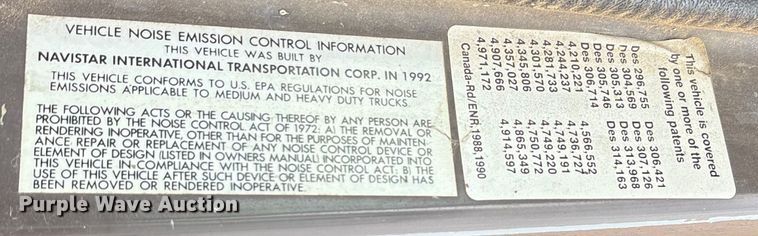 VEHICLE NOISE EMISSION CONTROL INFORMATION
THIS VEHICLE WAS BUILT BY
NAVISTAR INTERNATIONAL TRANSPORTATION CORP. IN 1992
THIS VEHICLE CONFORMS TO U.S. EPA REGULATIONS FOR NOISE
EMISSIONS APPLICABLE TO MEDIUM AND HEAVY DUTY TRUCKS.
THE FOLLOWING ACTS OR THE CAUSING THEREOF BY ANY PERSON ARE
PROHIBITED BY THE NOISE CONTROL ACT OF 1972: A) THE REMOVAL OR
RENDERING INOPERATIVE, OTHER THAN FOR THE PURPOSES OF MAINTEN-
ANCE, REPAIR OR REPLACEMENT OF ANY NOISE CONTROL DEVICE OR
ELEMENT OF DESIGN (LISTED IN OWNERS MANUAL) INCORPORATED INTO
THIS VEHICLE IN COMPLIANCE WITH THE NOISE CONTROL ACT: B) THE
USE OF THIS VEHICLE AFTER SUCH DEVICE OR ELEMENT OF DESIGN HAS
BEEN REMOVED OR RENDERED INOPERATIVE.
This vehicle is covered
by one or more of the
following patents
Des 296,755 Des 306,421
Des 304,569 Des 307,126
Des 305,313 Des 313,968
Des 305,746 Des 314,163
Des 306,714
4,210,221 4,566,552
4,244,237 4,736,727
4,281,733 4,749,191
4,301,570 4,749,220
4,345,806 4,750,772
4,357,027 4,865,349
4,907,666 4,914,597
4,971,172
Canada-Rd/ENR,1988,1990
Purple Wave Auction